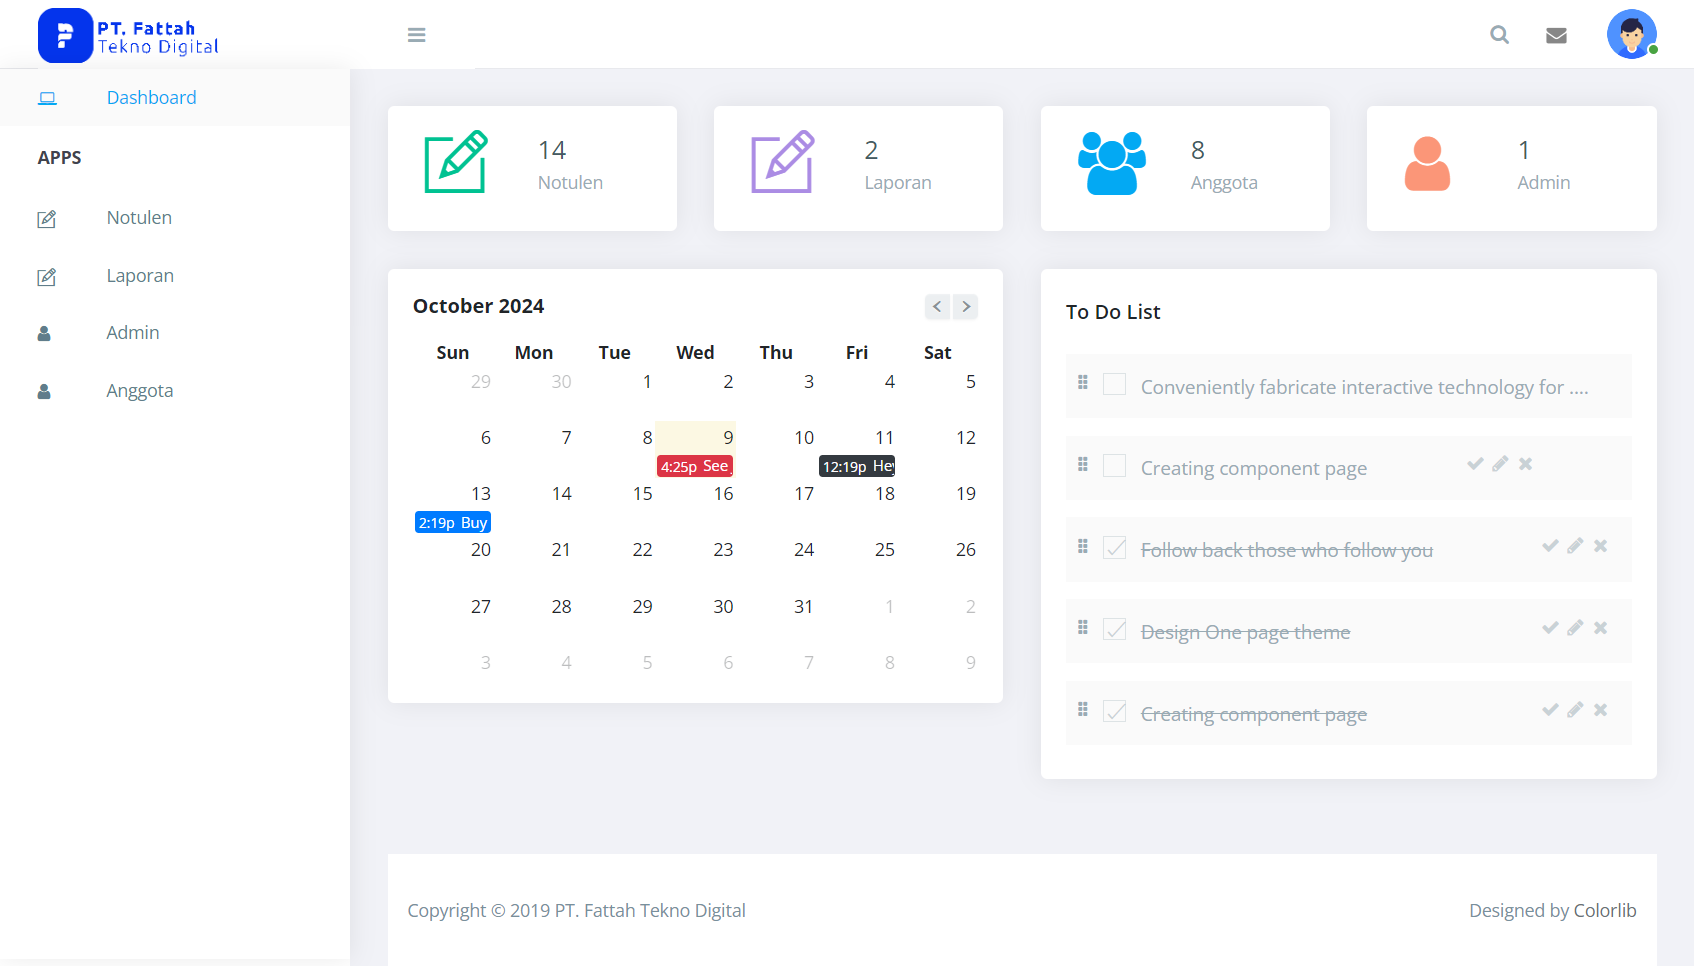 PT. Fattah
Tekno Digital
Dashboard
APPS
Notulen
Laporan
Admin
Anggota
14
Notulen
2
Laporan
8
Anggota
1
Admin
October 2024
Sun Mon Tue Wed Thu Fri Sat
29 30 1 2 3 4 5
6 7 8 9 10 11 12
4:25p See 12:19p Hey
13 14 15 16 17 18 19
2:19p Buy
20 21 22 23 24 25 26
27 28 29 30 31 1 2
3 4 5 6 7 8 9
To Do List
Conveniently fabricate interactive technology for ....
Creating component page
Follow back those who follow you
Design One page theme
Creating component page
Copyright © 2019 PT. Fattah Tekno Digital
Designed by Colorlib